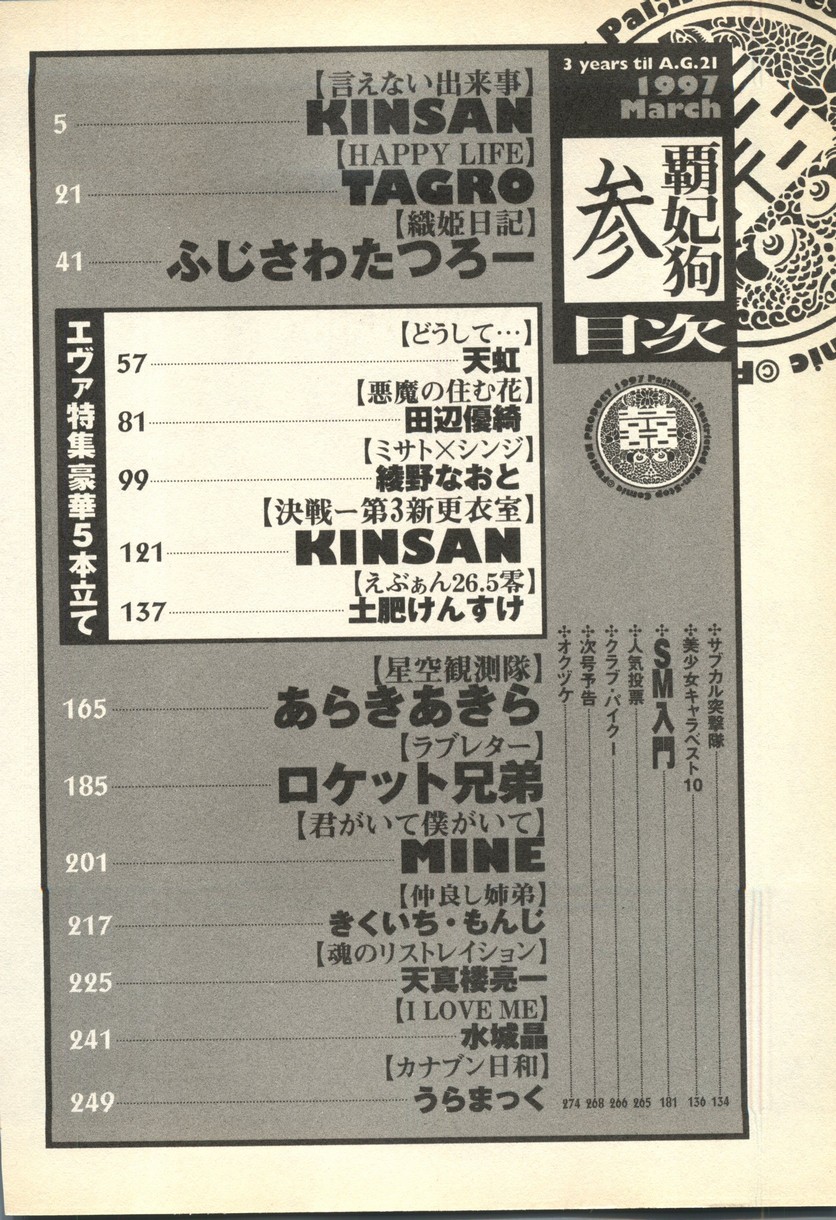 3 years til A.G.21
1997
March
覇妃狗
参
目次
【言えない出来事】
5 KINSAN
【HAPPY LIFE】
21 TAGRO
【織姫日記】
41 ふじさわたつろー
エヴァ特集豪華5本立て
【どうして…】
57 天虹
【悪魔の住む花】
81 田辺優綺
【ミサト×シンジ】
99 綾野なおと
【決戦ー第3新更衣室】
121 KINSAN
【えぶぁん26.5零】
137 土肥けんすけ
【星空観測隊】
165 あらきあきら
【ラブレター】
185 ロケット兄弟
【君がいて僕がいて】
201 MINE
【仲良し姉弟】
217 きくいち・もんじ
【魂のリストレイション】
225 天真楼亮一
【I LOVE ME】
241 水城晶
【カナブン日和】
249 うらまっく
✣サブカル突撃隊 134
✣美少女キャラベスト10 136
✣SM入門 181
✣人気投票 265
✣クラブ・パイクー 266
✣次号予告 268
✣オクヅケ 274
©FUSION PRODUCT 1997 Pai;kuu : Restricted Non-Stop Comic